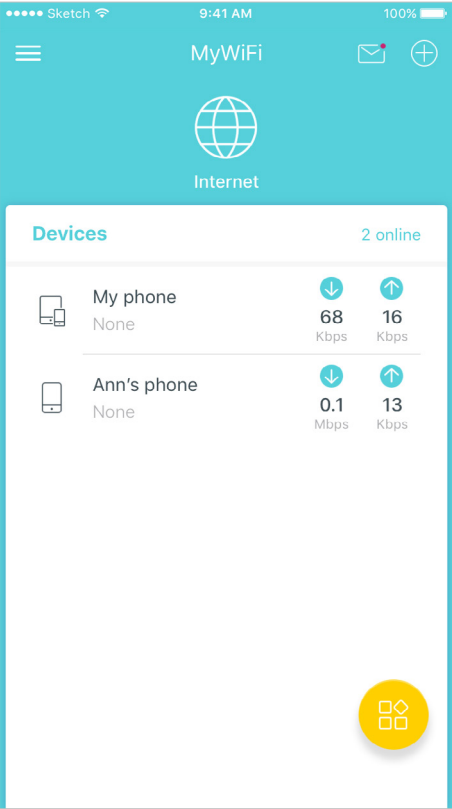 Sketch 9:41 AM 100%
MyWiFi
Internet
Devices 2 online
My phone
None
68 16
Kbps Kbps
Ann's phone
None
0.1 13
Mbps Kbps